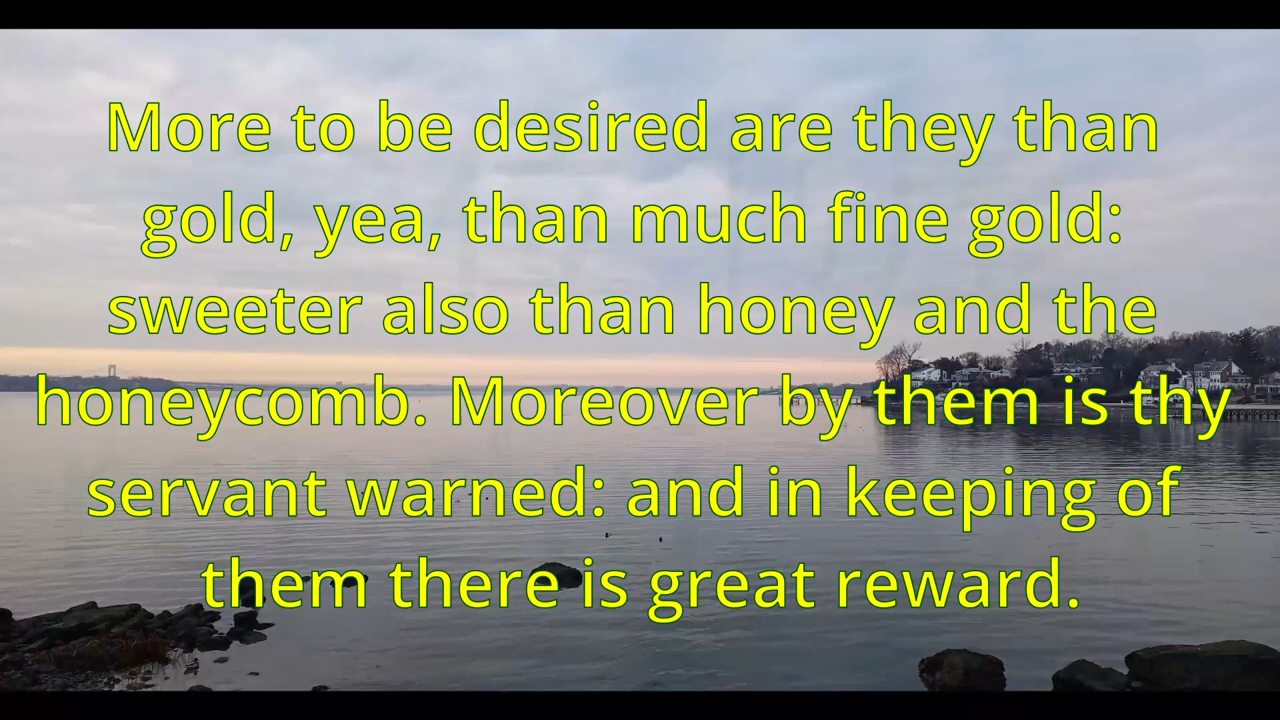 More to be desired are they than
gold, yea, than much fine gold:
sweeter also than honey and the
honeycomb. Moreover by them is thy
servant warned: and in keeping of
them there is great reward.